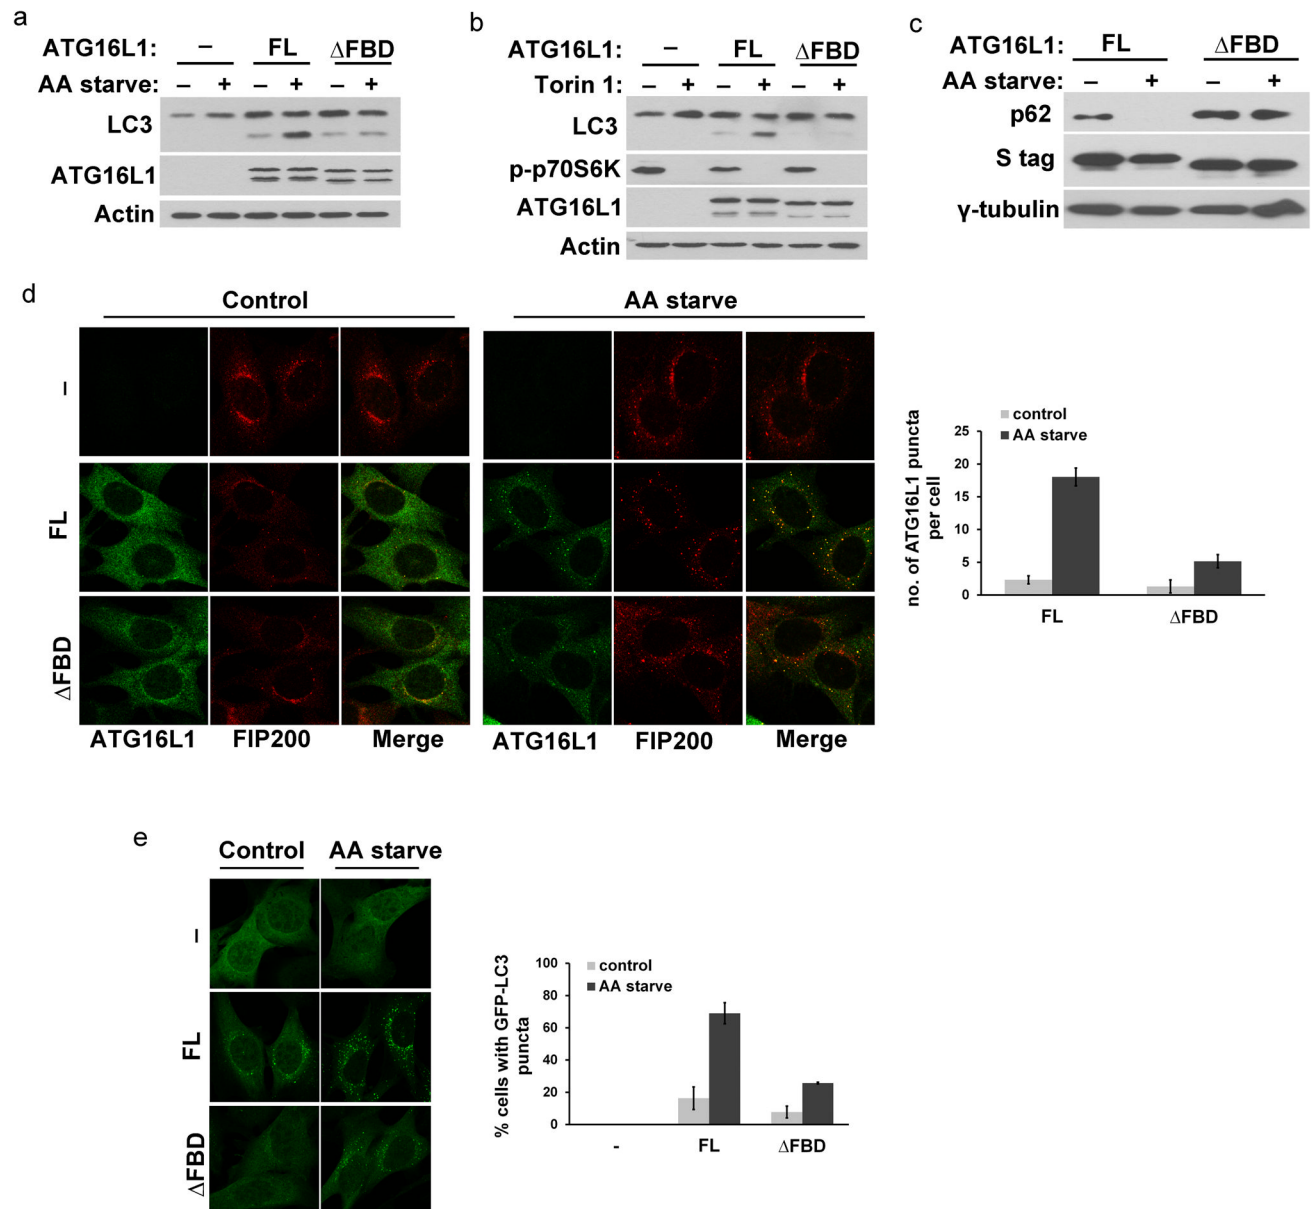 a
ATG16L1: – FL ΔFBD
AA starve: – + – + – +
LC3
ATG16L1
Actin
b
ATG16L1: – FL ΔFBD
Torin 1: – + – + – +
LC3
p-p70S6K
ATG16L1
Actin
c
ATG16L1: FL ΔFBD
AA starve: – + – +
p62
S tag
γ-tubulin
d
Control AA starve
–
FL
ΔFBD
ATG16L1 FIP200 Merge ATG16L1 FIP200 Merge
control
AA starve
no. of ATG16L1 puncta
per cell
25
20
15
10
5
0
FL ΔFBD
e
Control AA starve
–
FL
ΔFBD
control
AA starve
% cells with GFP-LC3
puncta
100
80
60
40
20
0
- FL ΔFBD